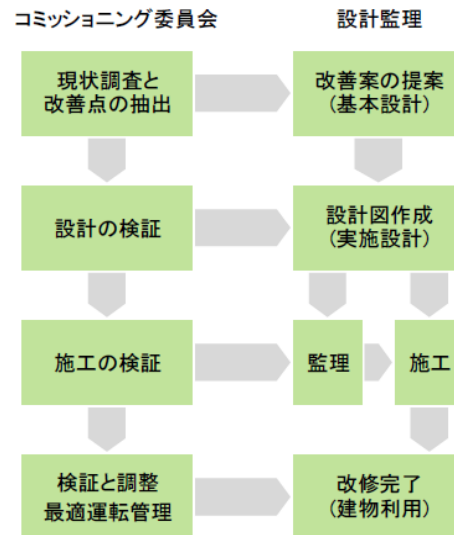 コミッショニング委員会
設計監理
現状調査と
改善点の抽出
改善案の提案
(基本設計)
設計の検証
設計図作成
(実施設計)
施工の検証
監理
施工
検証と調整
最適運転管理
改修完了
(建物利用)